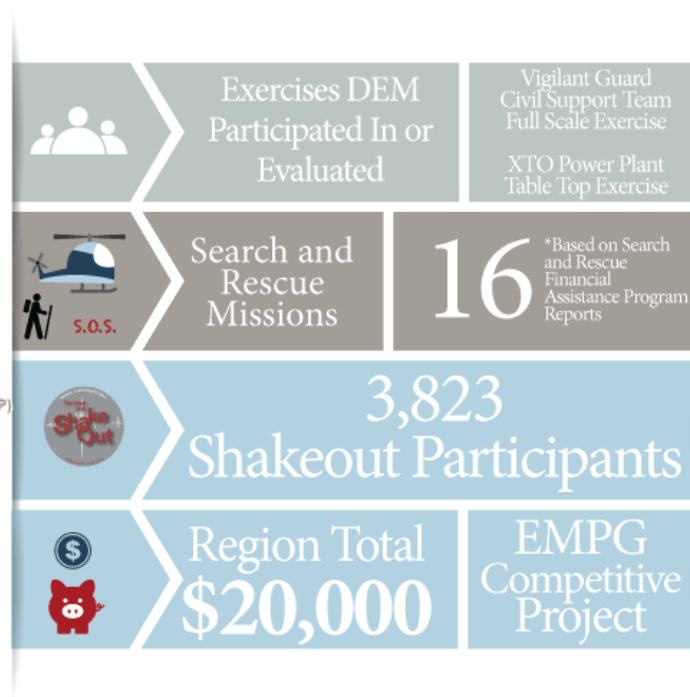 Exercises DEM
Participated In or
Evaluated
Vigilant Guard
Civil Support Team
Full Scale Exercise
XTO Power Plant
Table Top Exercise
S.O.S.
Search and
Rescue
Missions
16
*Based on Search
and Rescue
Financial
Assistance Program
Reports
P)
Shake
Out
3,823
Shakeout Participants
$
Region Total
$20,000
EMPG
Competitive
Project